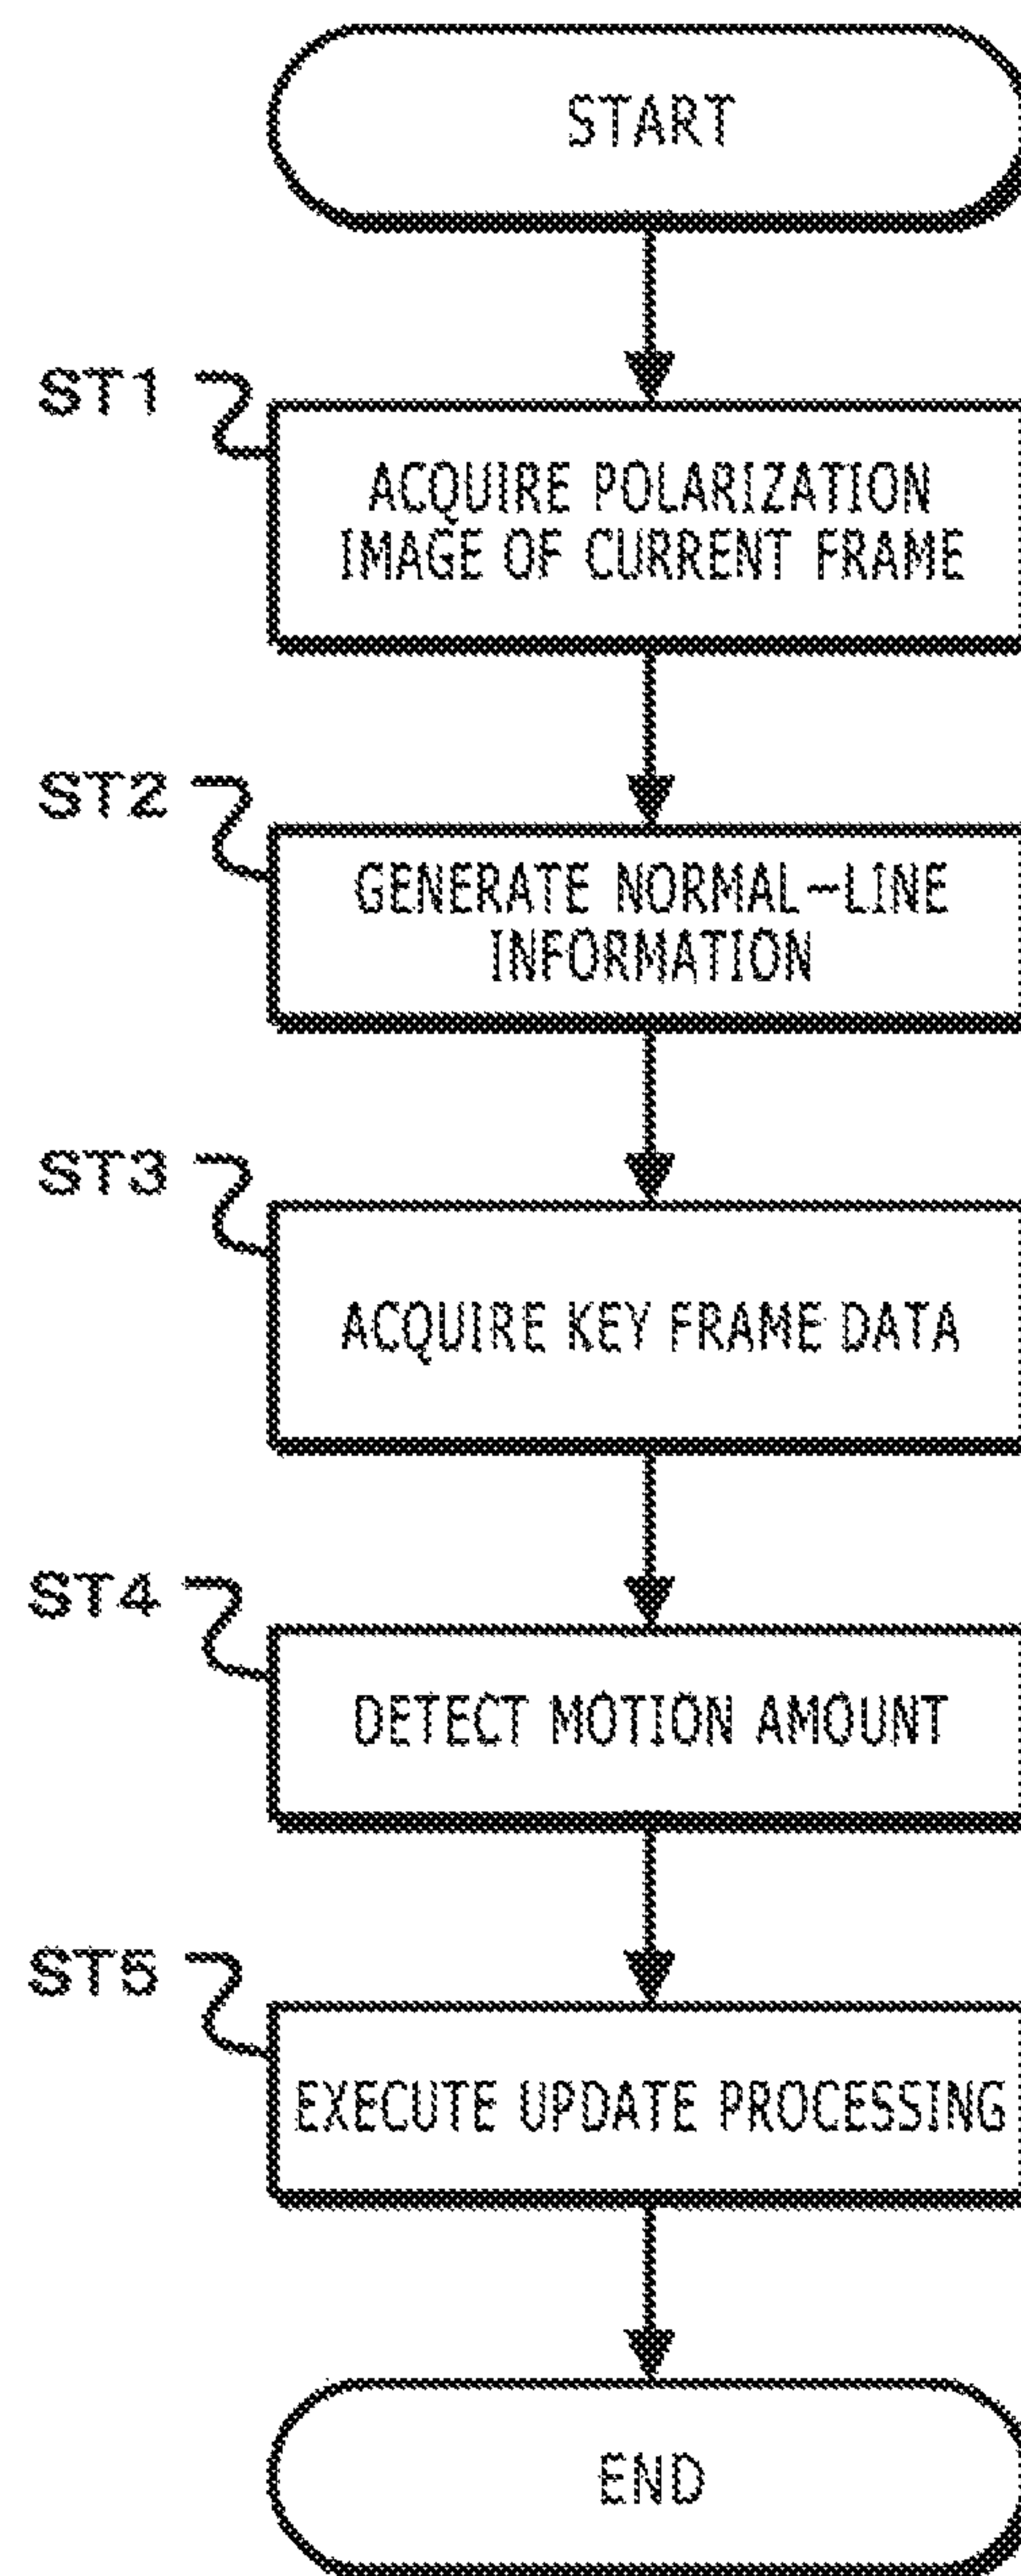 START
ST1
ACQUIRE POLARIZATION
IMAGE OF CURRENT FRAME
ST2
GENERATE NORMAL-LINE
INFORMATION
ST3
ACQUIRE KEY FRAME DATA
ST4
DETECT MOTION AMOUNT
ST5
EXECUTE UPDATE PROCESSING
END